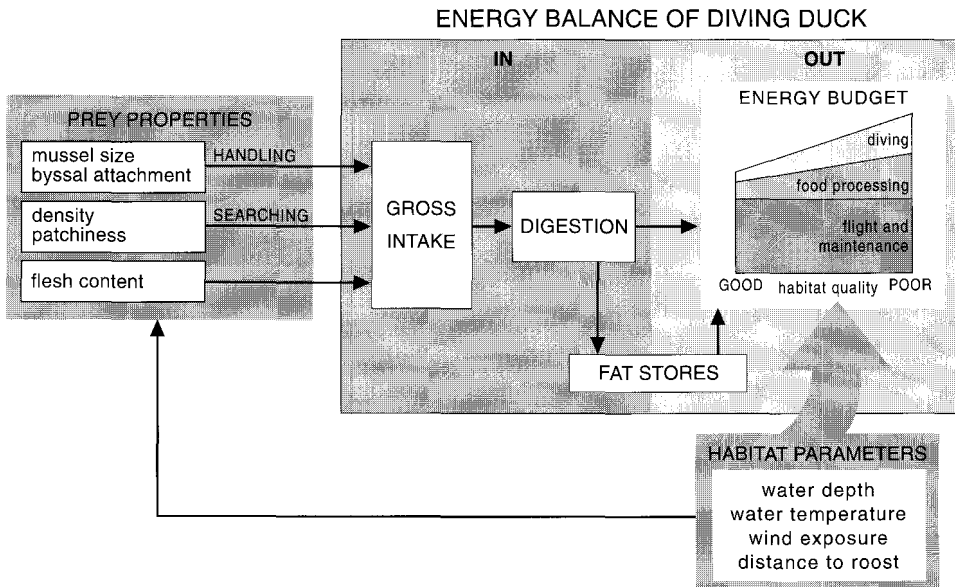 ENERGY BALANCE OF DIVING DUCK
IN
OUT
PREY PROPERTIES
mussel size
byssal attachment
HANDLING
density
patchiness
SEARCHING
flesh content
GROSS
INTAKE
DIGESTION
FAT STORES
ENERGY BUDGET
diving
food processing
flight and
maintenance
GOOD habitat quality POOR
HABITAT PARAMETERS
water depth
water temperature
wind exposure
distance to roost